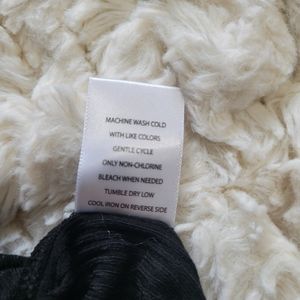 MACHINE WASH COLD
WITH LIKE COLORS
GENTLE CYCLE
ONLY NON-CHLORINE
BLEACH WHEN NEEDED
TUMBLE DRY LOW
COOL IRON ON REVERSE SIDE